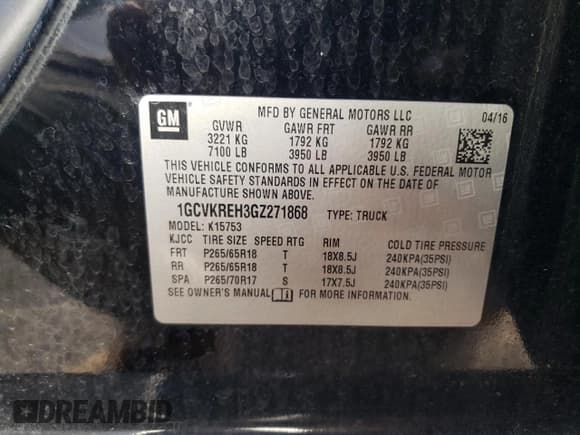 GM
MFD BY GENERAL MOTORS LLC 04/16
GVWR GAWR FRT GAWR RR
3221 KG 1792 KG 1792 KG
7100 LB 3950 LB 3950 LB
THIS VEHICLE CONFORMS TO ALL APPLICABLE U.S. FEDERAL MOTOR
VEHICLE SAFETY STANDARDS IN EFFECT ON THE DATE OF
MANUFACTURE SHOWN ABOVE.
1GCVKREH3GZ271868 TYPE: TRUCK
MODEL: K15753
KJCC TIRE SIZE SPEED RTG RIM COLD TIRE PRESSURE
FRT P265/65R18 T 18X8.5J 240KPA(35PSI)
RR P265/65R18 T 18X8.5J 240KPA(35PSI)
SPA P265/70R17 S 17X7.5J 240KPA(35PSI)
SEE OWNER'S MANUAL i FOR MORE INFORMATION.
DREAMBID